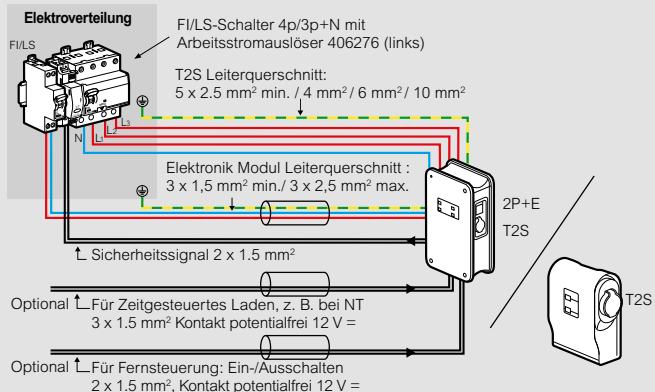 Elektroverteilung
FI/LS
FI/LS-Schalter 4p/3p+N mit
Arbeitsstromauslöser 406276 (links)
T2S Leiterquerschnitt:
5 x 2.5 mm² min. / 4 mm² / 6 mm² / 10 mm²
N
L1
L2
L3
Elektronik Modul Leiterquerschnitt :
3 x 1,5 mm² min./ 3 x 2,5 mm² max.
2P+E
T2S
Sicherheitssignal 2 x 1.5 mm²
T2S
Optional
Für Zeitgesteuertes Laden, z. B. bei NT
3 x 1.5 mm² Kontakt potentialfrei 12 V =
Optional
Für Fernsteuerung: Ein-/Ausschalten
2 x 1.5 mm², Kontakt potentialfrei 12 V =